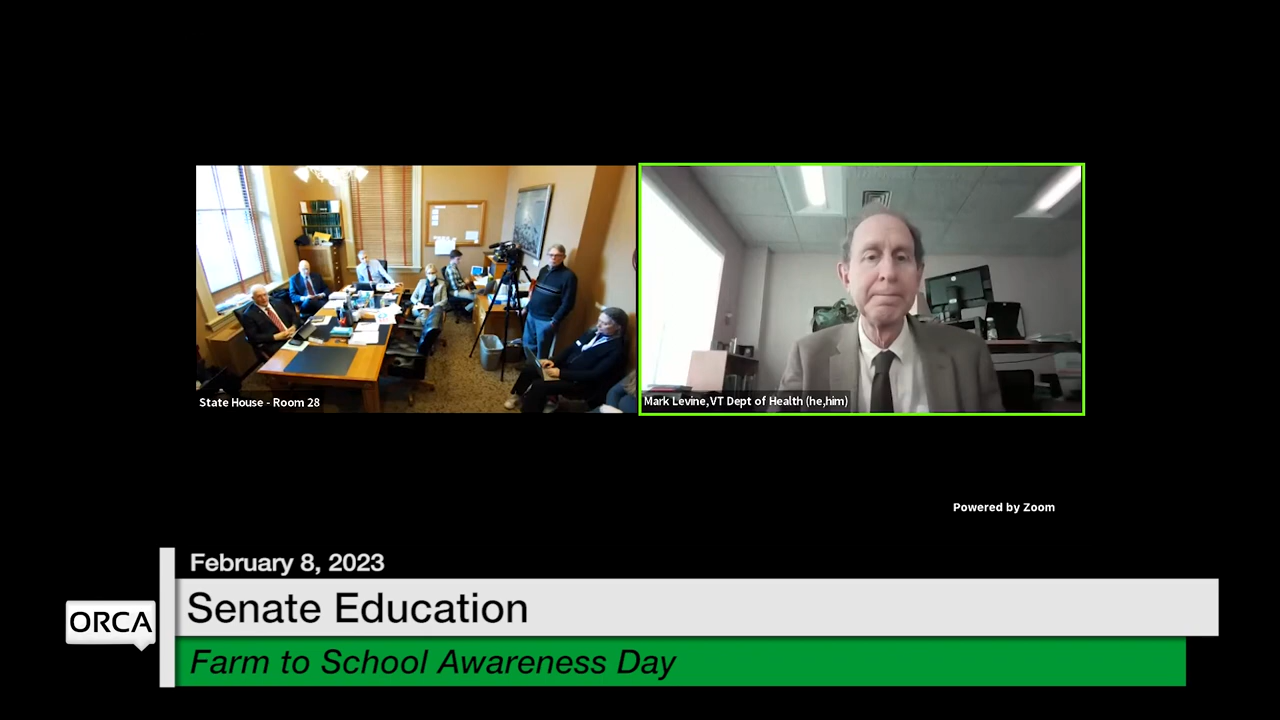 State House - Room 28
Mark Levine,VT Dept of Health (he,him)
Powered by Zoom
February 8, 2023
Senate Education
ORCA
Farm to School Awareness Day